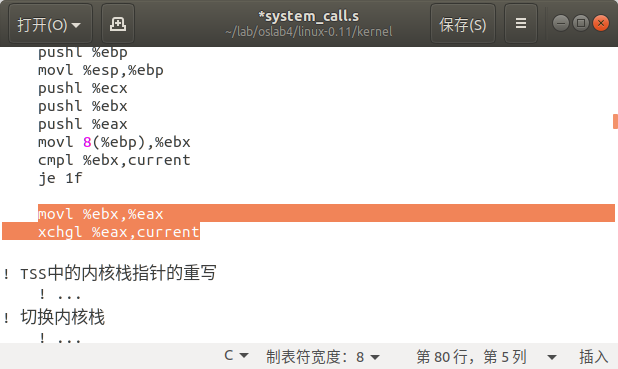 打开(O)
*system_call.s
~/lab/oslab4/linux-0.11/kernel
保存(S)
pushl %ebp
movl %esp,%ebp
pushl %ecx
pushl %ebx
pushl %eax
movl 8(%ebp),%ebx
cmpl %ebx,current
je 1f
movl %ebx,%eax
xchgl %eax,current
! TSS中的内核栈指针的重写
! ...
! 切换内核栈
! ...
C 制表符宽度：8 第 80 行，第 5 列 插入